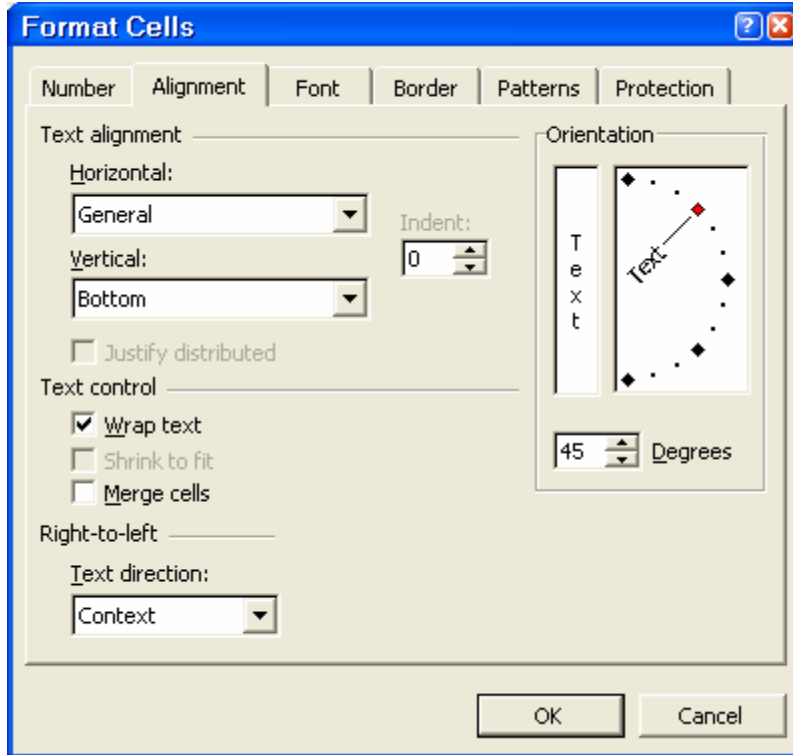 Format Cells
Number Alignment Font Border Patterns Protection
Text alignment
Horizontal:
General
Indent:
0
Vertical:
Bottom
Justify distributed
Text control
Wrap text
Shrink to fit
Merge cells
Right-to-left
Text direction:
Context
Orientation
Text
Text
45 Degrees
OK Cancel